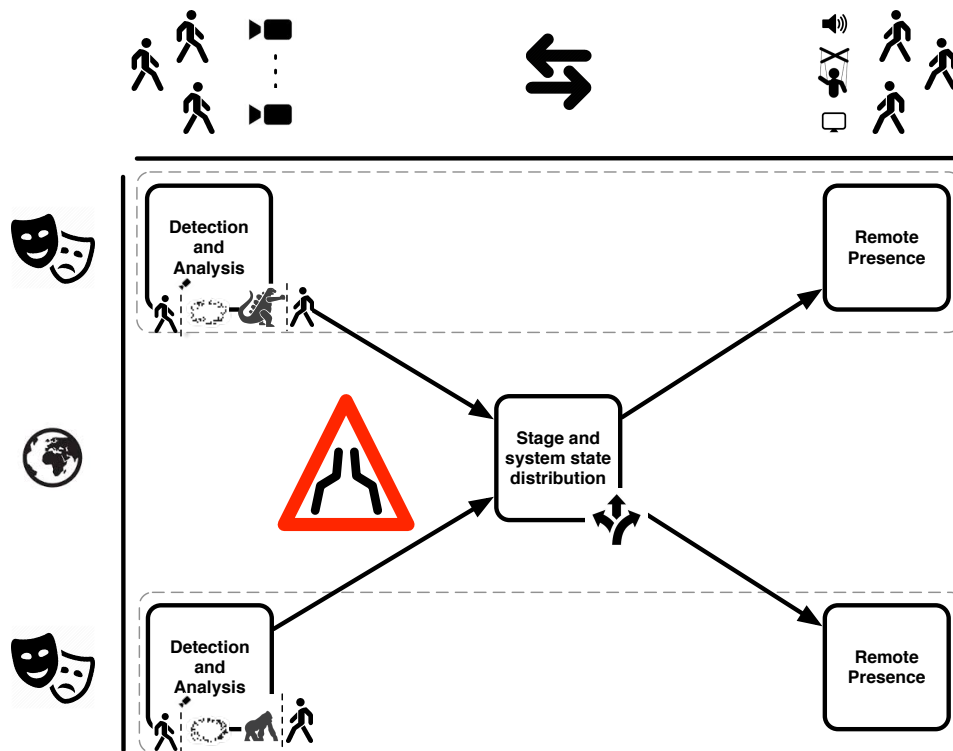 Detection
and
Analysis
Remote
Presence
Stage and
system state
distribution
Detection
and
Analysis
Remote
Presence